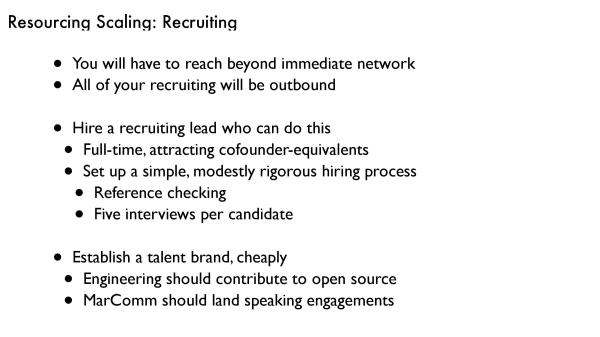 Resourcing Scaling: Recruiting
● You will have to reach beyond immediate network
● All of your recruiting will be outbound
● Hire a recruiting lead who can do this
● Full-time, attracting cofounder-equivalents
● Set up a simple, modestly rigorous hiring process
● Reference checking
● Five interviews per candidate
● Establish a talent brand, cheaply
● Engineering should contribute to open source
● MarComm should land speaking engagements